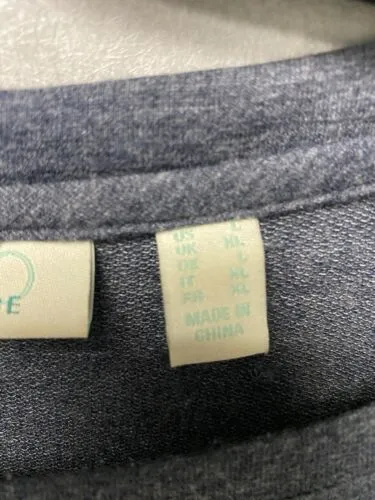 US L
UK XL
DE L
IT XL
FR XL
MADE IN
CHINA